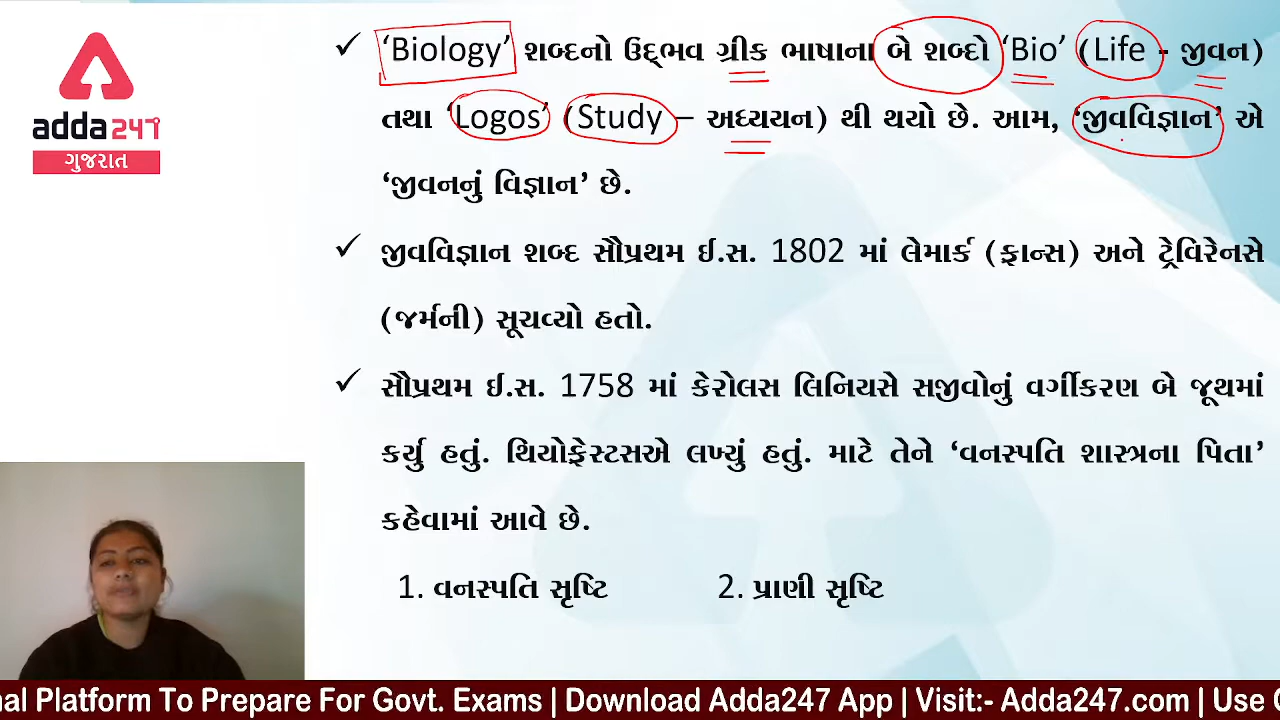 adda247
ગુજરાત
✓ ‘Biology’ શબ્દનો ઉદ્‌ભવ ગ્રીક ભાષાના બે શબ્દો ‘Bio’ (Life - જીવન)
તથા ‘Logos’ (Study – અધ્યયન) થી થયો છે. આમ, ‘જીવવિજ્ઞાન’ એ
‘જીવનનું વિજ્ઞાન’ છે.
✓ જીવવિજ્ઞાન શબ્દ સૌપ્રથમ ઈ.સ. 1802 માં લેમાર્ક (ફાન્સ) અને ટ્રેવિરેનસે
(જર્મની) સૂચવ્યો હતો.
✓ સૌપ્રથમ ઈ.સ. 1758 માં કેરોલસ લિનિયસે સજીવોનું વર્ગીકરણ બે જૂથમાં
કર્યુ હતું. થિયોફ્રેસ્ટસએ લખ્યું હતું. માટે તેને ‘વનસ્પતિ શાસ્ત્રના પિતા’
કહેવામાં આવે છે.
1. વનસ્પતિ સૃષ્ટિ 2. પ્રાણી સૃષ્ટિ
nal Platform To Prepare For Govt. Exams | Download Adda247 App | Visit:- Adda247.com | Use